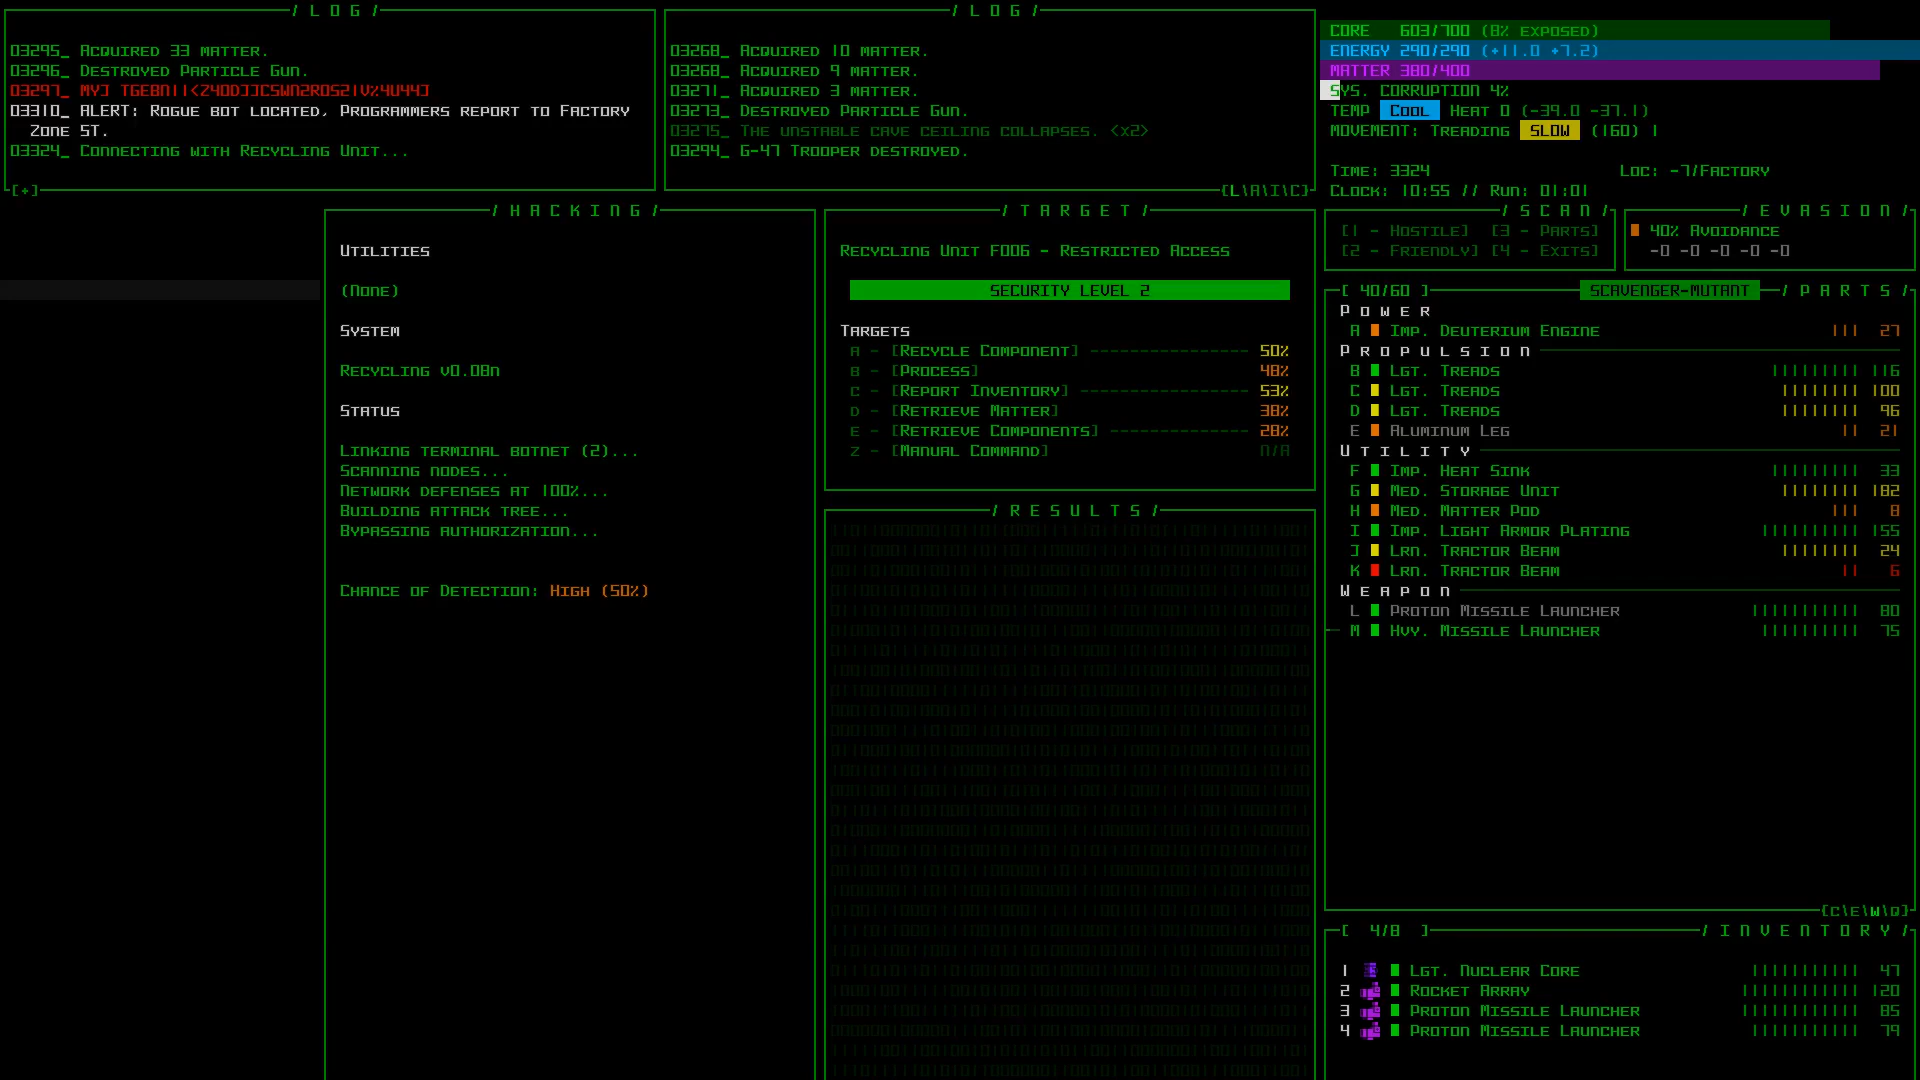 / L O G /
03295_ Acquired 33 matter.
03296_ Destroyed Particle Gun.
03310_ ALERT: Rogue bot located, Programmers report to Factory
Zone ST.
03324_ Connecting with Recycling Unit...
[+]
/ L O G /
03268_ Acquired 10 matter.
03268_ Acquired 9 matter.
03271_ Acquired 3 matter.
03273_ Destroyed Particle Gun.
03275_ The unstable cave ceiling collapses. <x2>
03294_ G-47 Trooper destroyed.
{L\A\I\C}
CORE 603/700 (8% exposed)
ENERGY 290/290 (+11.0 +7.2)
MATTER 380/400
SYS. CORRUPTION 4%
TEMP Cool Heat 0 (-39.0 -37.1)
MOVEMENT: Treading SLOW (160) 1
Time: 3324 Loc: -7/Factory
Clock: 10:55 // Run: 01:01
/ H A C K I N G /
Utilities
(None)
System
Recycling v0.08n
Status
Linking terminal botnet (2)...
Scanning nodes...
Network defenses at 100%...
Building attack tree...
Bypassing authorization...
Chance of Detection: High (50%)
/ T A R G E T /
Recycling Unit F006 - Restricted Access
SECURITY LEVEL 2
Targets
A - [Recycle Component] 50%
B - [Process] 48%
C - [Report Inventory] 53%
D - [Retrieve Matter] 38%
E - [Retrieve Components] 28%
Z - [Manual Command] N/A
/ R E S U L T S /
/ S C A N /
[1 - Hostile] [3 - Parts]
[2 - Friendly] [4 - Exits]
/ E V A S I O N /
40% Avoidance
-0 -0 -0 -0 -0
[ 40/60 ] SCAVENGER-MUTANT / P A R T S /
P o w e r
A Imp. Deuterium Engine 27
P r o p u l s i o n
B Lgt. Treads 116
C Lgt. Treads 100
D Lgt. Treads 96
E Aluminum Leg 21
U t i l i t y
F Imp. Heat Sink 33
G Med. Storage Unit 182
H Med. Matter Pod 8
I Imp. Light Armor Plating 155
J Lrn. Tractor Beam 24
K Lrn. Tractor Beam 6
W e a p o n
L Proton Missile Launcher 80
M Hvy. Missile Launcher 75
{C\E\W\Q}
[ 4/8 ] / I N V E N T O R Y /
1 Lgt. Nuclear Core 47
2 Rocket Array 120
3 Proton Missile Launcher 85
4 Proton Missile Launcher 79